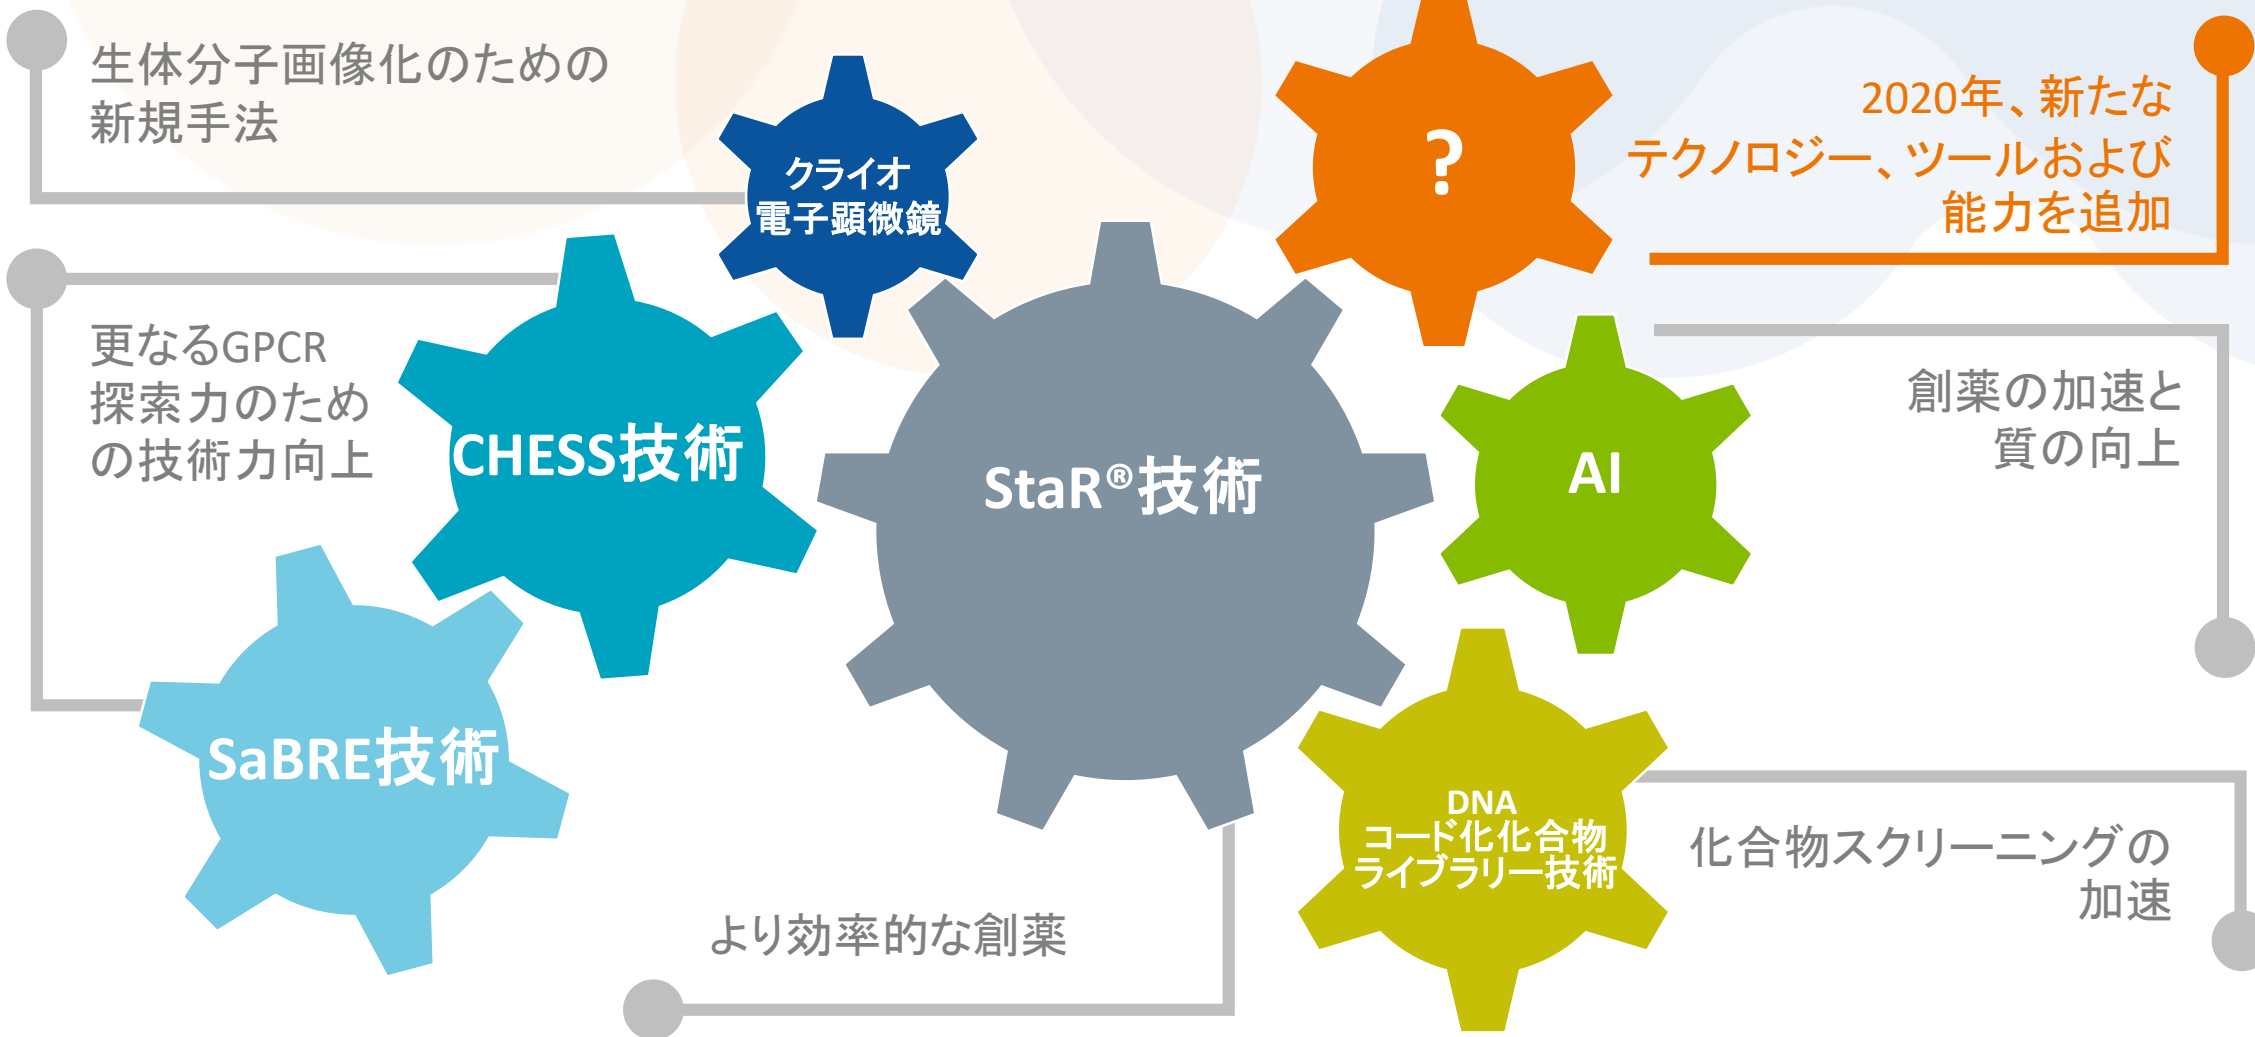 生体分子画像化のための
新規手法
クライオ
電子顕微鏡
?
2020年、新たな
テクノロジー、ツールおよび
能力を追加
更なるGPCR
探索力のため
の技術力向上
CHESS技術
StaR®技術
AI
創薬の加速と
質の向上
SaBRE技術
DNA
コード化化合物
ライブラリー技術
化合物スクリーニングの
加速
より効率的な創薬